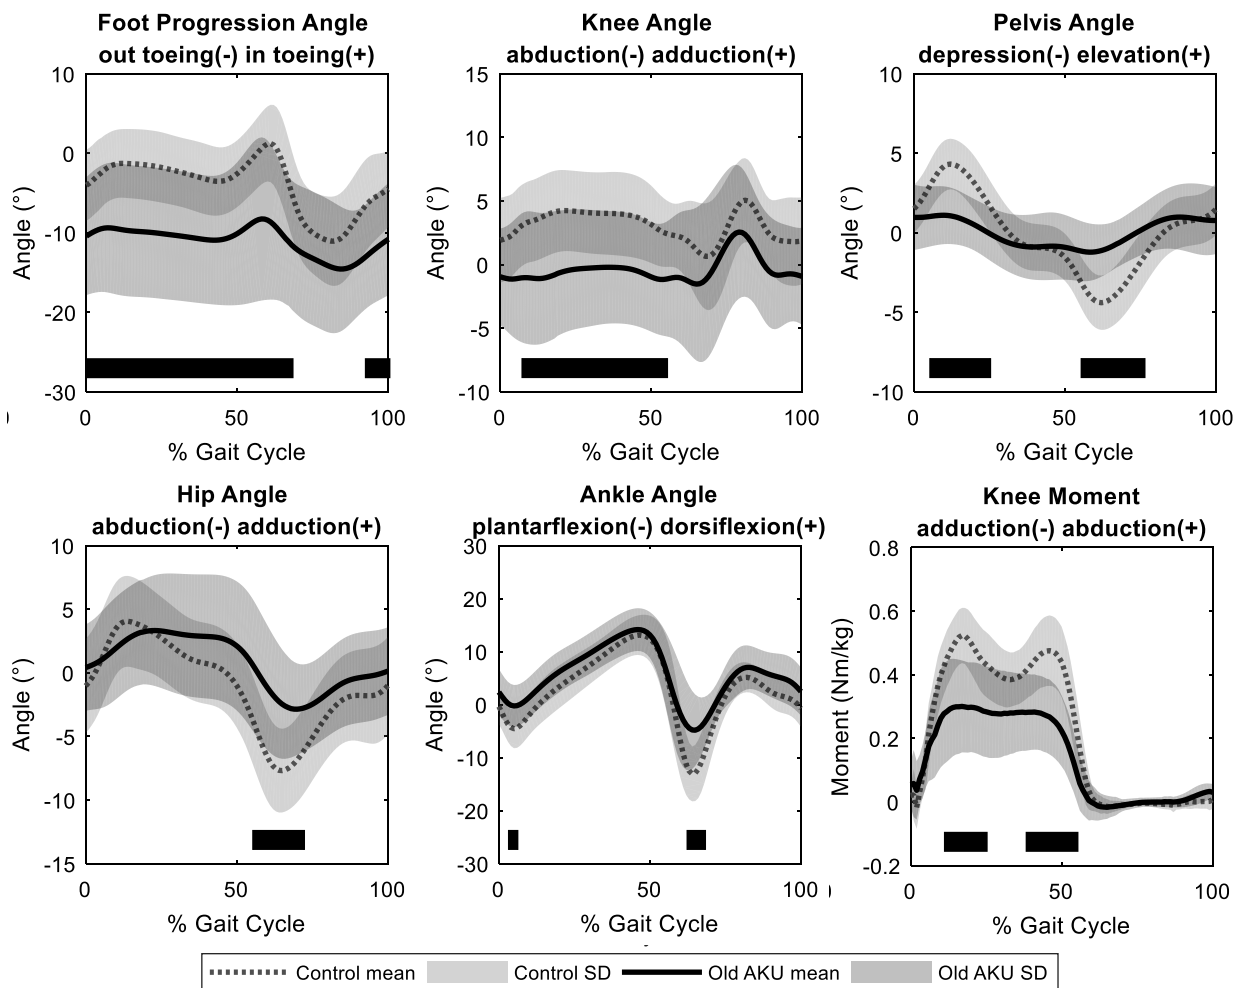 Foot Progression Angle
out toeing(-) in toeing(+)
Knee Angle
abduction(-) adduction(+)
Pelvis Angle
depression(-) elevation(+)
10
0
-10
-20
-30
Angle (°)
0 50 100
% Gait Cycle
15
10
5
0
-5
-10
Angle (°)
0 50 100
% Gait Cycle
10
5
0
-5
-10
Angle (°)
0 50 100
% Gait Cycle
Hip Angle
abduction(-) adduction(+)
Ankle Angle
plantarflexion(-) dorsiflexion(+)
Knee Moment
adduction(-) abduction(+)
10
5
0
-5
-10
-15
Angle (°)
0 50 100
% Gait Cycle
30
20
10
0
-10
-20
-30
Angle (°)
0 50 100
% Gait Cycle
0.8
0.6
0.4
0.2
0
-0.2
Moment (Nm/kg)
0 50 100
% Gait Cycle
Control mean Control SD Old AKU mean Old AKU SD